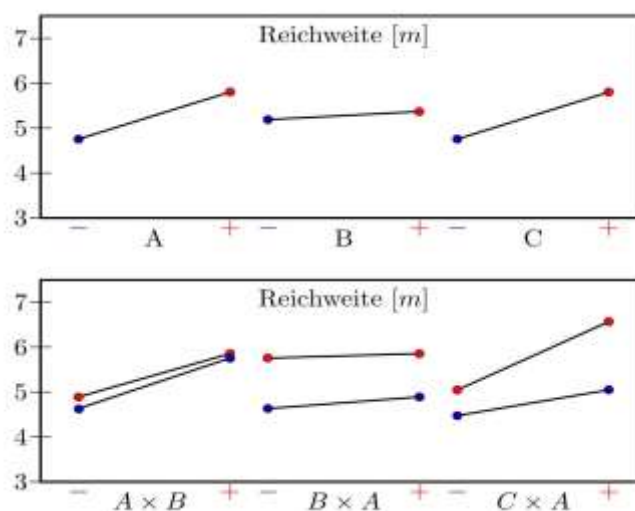 Reichweite [m]
7
6
5
4
3
− A + − B + − C +
Reichweite [m]
7
6
5
4
3
− A × B + − B × A + − C × A +